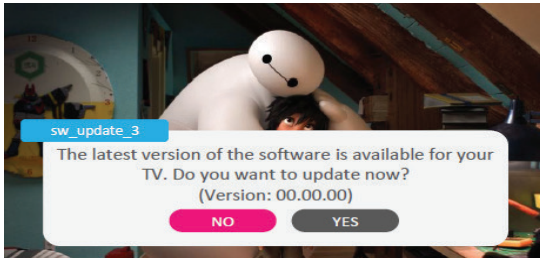 sw_update_3
The latest version of the software is available for your
TV. Do you want to update now?
(Version: 00.00.00)
NO
YES